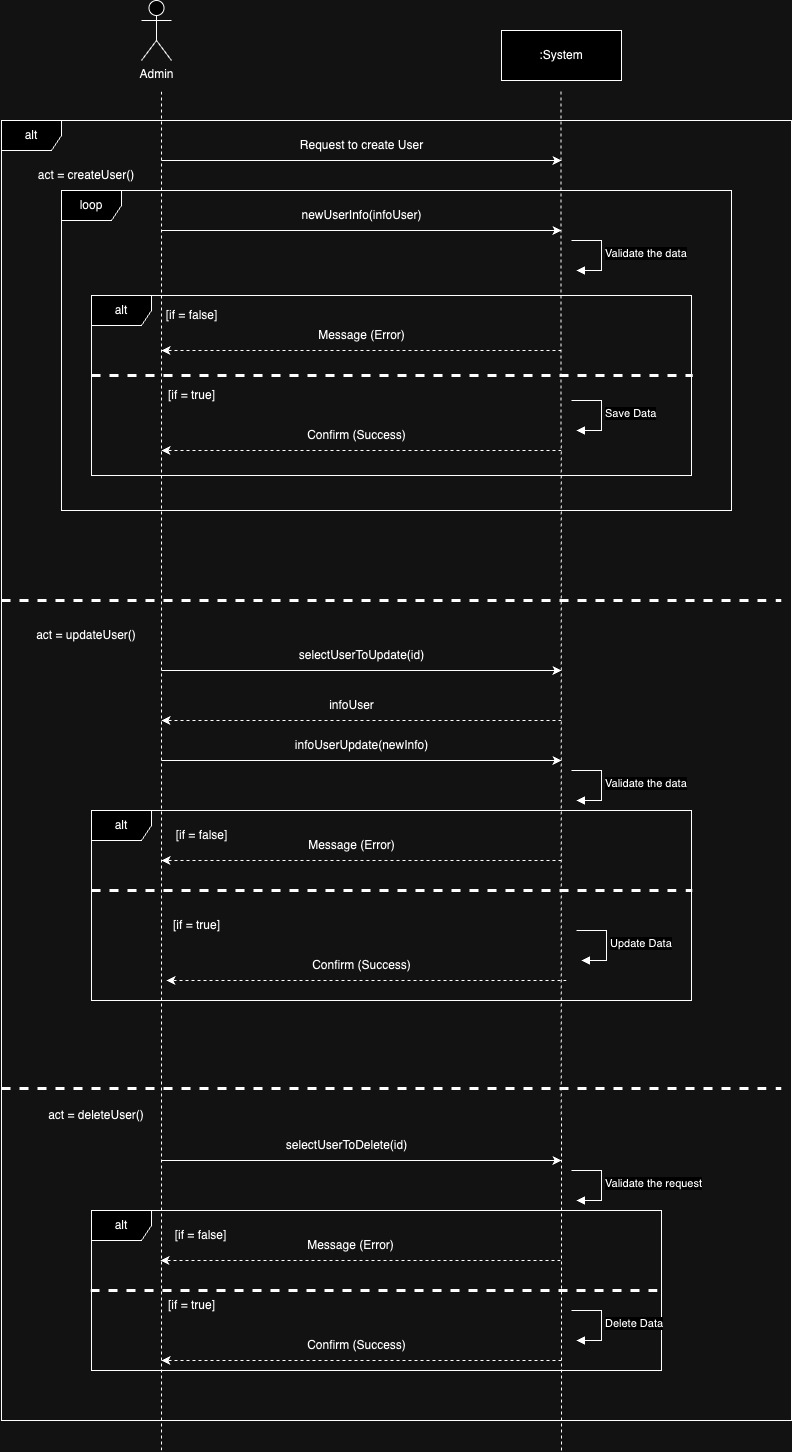 Admin
:System
alt
Request to create User
act = createUser()
loop
newUserInfo(infoUser)
Validate the data
alt
[if = false]
Message (Error)
[if = true]
Save Data
Confirm (Success)
act = updateUser()
selectUserToUpdate(id)
infoUser
infoUserUpdate(newInfo)
Validate the data
alt
[if = false]
Message (Error)
[if = true]
Update Data
Confirm (Success)
act = deleteUser()
selectUserToDelete(id)
Validate the request
alt
[if = false]
Message (Error)
[if = true]
Delete Data
Confirm (Success)